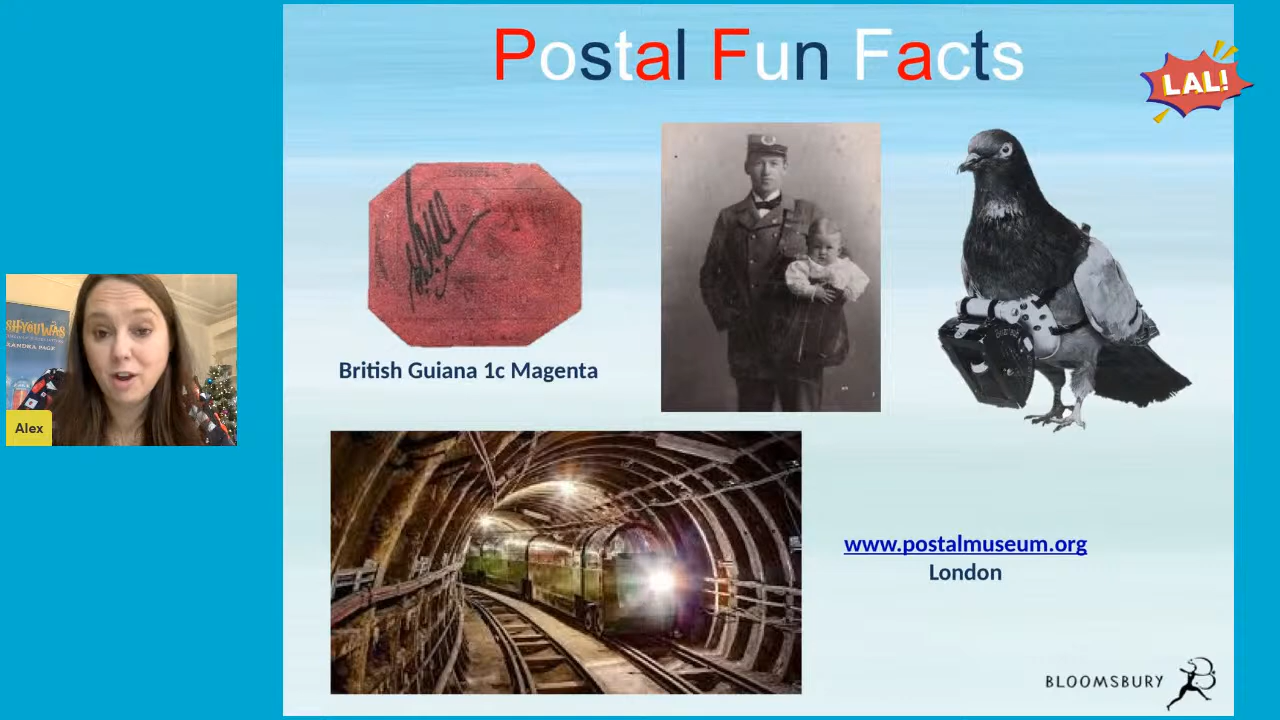 Postal Fun Facts
LAL!
British Guiana 1c Magenta
Alex
www.postalmuseum.org
London
BLOOMSBURY